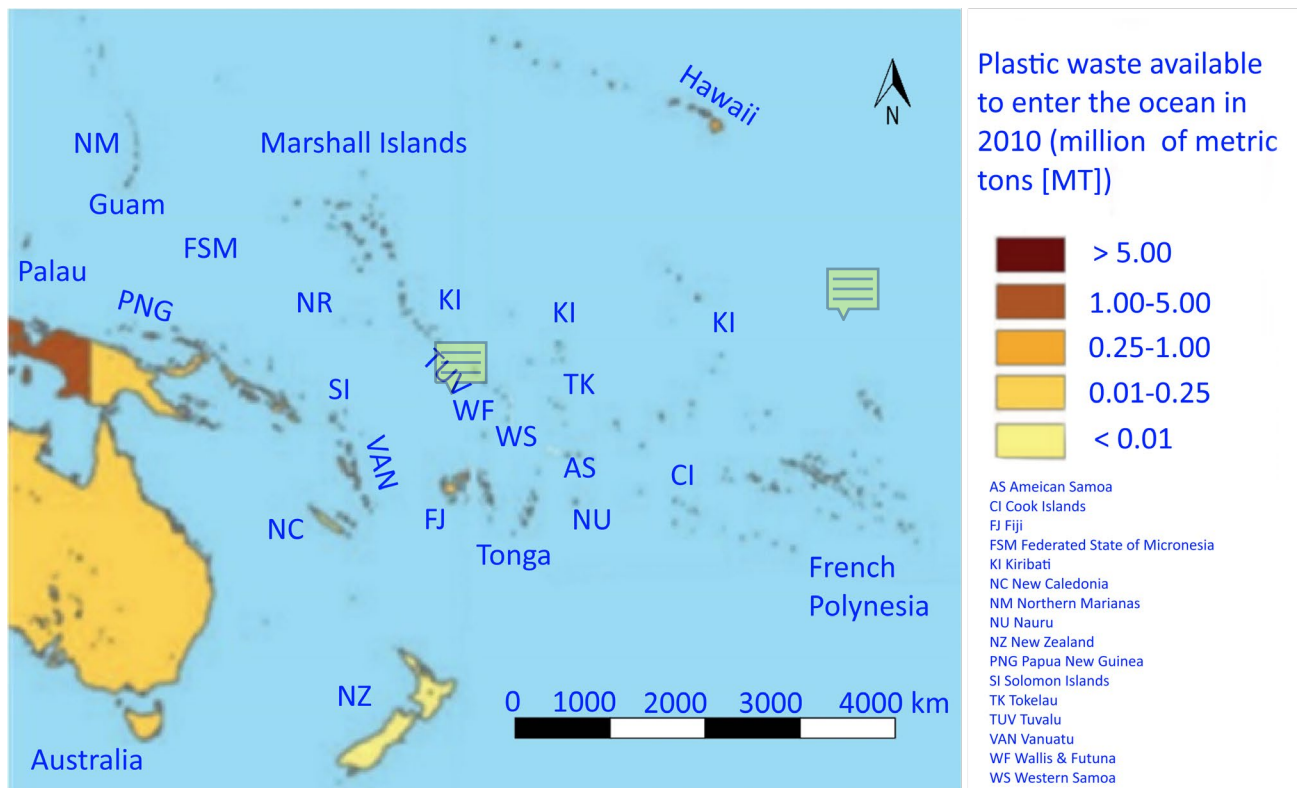 Hawaii
N
NM
Marshall Islands
Guam
FSM
Palau
PNG
NR
KI
KI
KI
TUV
SI
TK
WF
WS
VAN
AS
CI
FJ
NU
NC
Tonga
French
Polynesia
NZ
0 1000 2000 3000 4000 km
Australia
Plastic waste available
to enter the ocean in
2010 (million of metric
tons [MT])
> 5.00
1.00-5.00
0.25-1.00
0.01-0.25
< 0.01
AS Ameican Samoa
CI Cook Islands
FJ Fiji
FSM Federated State of Micronesia
KI Kiribati
NC New Caledonia
NM Northern Marianas
NU Nauru
NZ New Zealand
PNG Papua New Guinea
SI Solomon Islands
TK Tokelau
TUV Tuvalu
VAN Vanuatu
WF Wallis & Futuna
WS Western Samoa